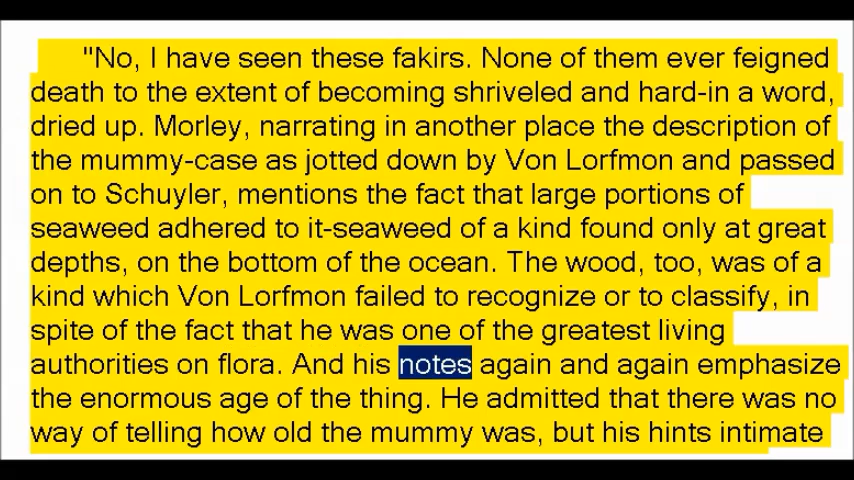 "No, I have seen these fakirs. None of them ever feigned
death to the extent of becoming shriveled and hard-in a word,
dried up. Morley, narrating in another place the description of
the mummy-case as jotted down by Von Lorfmon and passed
on to Schuyler, mentions the fact that large portions of
seaweed adhered to it-seaweed of a kind found only at great
depths, on the bottom of the ocean. The wood, too, was of a
kind which Von Lorfmon failed to recognize or to classify, in
spite of the fact that he was one of the greatest living
authorities on flora. And his notes again and again emphasize
the enormous age of the thing. He admitted that there was no
way of telling how old the mummy was, but his hints intimate